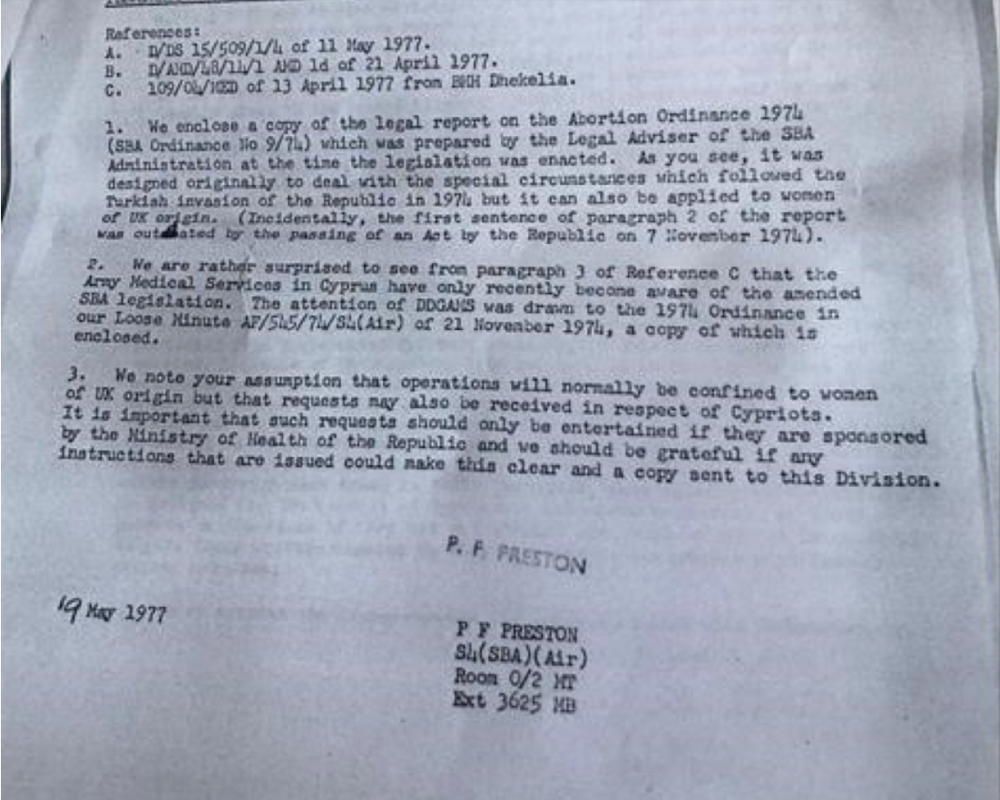 References:
A. D/DS 15/509/1/4 of 11 May 1977.
B. D/AMD/48/14/1 AMD 1d of 21 April 1977.
C. 109/04/MED of 13 April 1977 from BMH Dhekelia.
1. We enclose a copy of the legal report on the Abortion Ordinance 1974
(SBA Ordinance No 9/74) which was prepared by the Legal Adviser of the SBA
Administration at the time the legislation was enacted. As you see, it was
designed originally to deal with the special circumstances which followed the
Turkish invasion of the Republic in 1974 but it can also be applied to women
of UK origin. (Incidentally, the first sentence of paragraph 2 of the report
was outdated by the passing of an Act by the Republic on 7 November 1974).
2. We are rather surprised to see from paragraph 3 of Reference C that the
Army Medical Services in Cyprus have only recently become aware of the amended
SBA legislation. The attention of DDGAMS was drawn to the 1974 Ordinance in
our Loose Minute AF/545/74/S4(Air) of 21 November 1974, a copy of which is
enclosed.
3. We note your assumption that operations will normally be confined to women
of UK origin but that requests may also be received in respect of Cypriots.
It is important that such requests should only be entertained if they are sponsored
by the Ministry of Health of the Republic and we should be grateful if any
instructions that are issued could make this clear and a copy sent to this Division.
P. F. PRESTON
19 May 1977
P F PRESTON
S4(SBA)(Air)
Room 0/2 MT
Ext 3625 MB